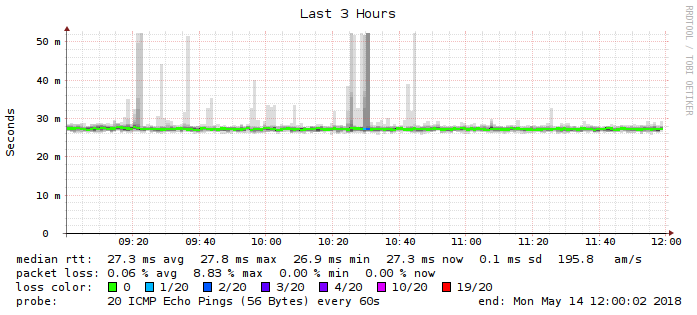 Last 3 Hours
RRDTOOL / TOBI OETIKER
Seconds
50 m
40 m
30 m
20 m
10 m
0
09:20 09:40 10:00 10:20 10:40 11:00 11:20 11:40 12:00
median rtt: 27.3 ms avg 27.8 ms max 26.9 ms min 27.3 ms now 0.1 ms sd 195.8 am/s
packet loss: 0.06 % avg 8.83 % max 0.00 % min 0.00 % now
loss color: 0 1/20 2/20 3/20 4/20 10/20 19/20
probe: 20 ICMP Echo Pings (56 Bytes) every 60s end: Mon May 14 12:00:02 2018